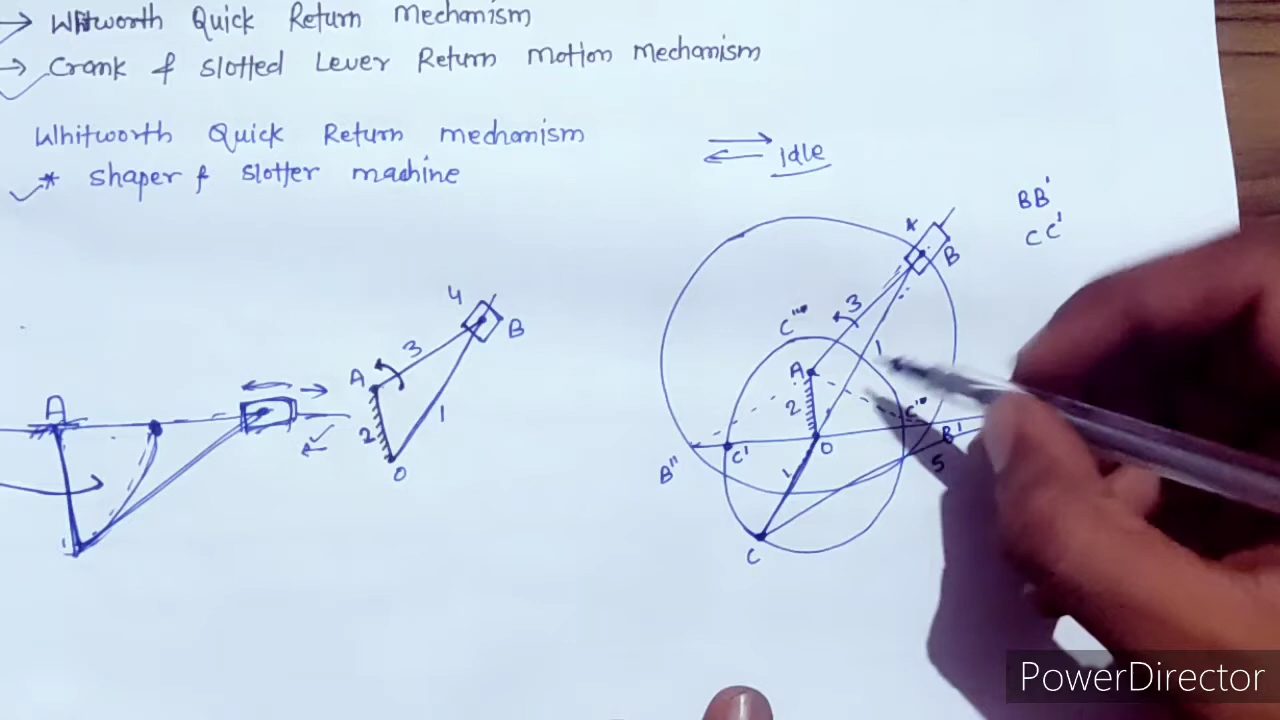 → Whitworth Quick Return Mechanism
→ Crank & Slotted Lever Return Motion Mechanism
Whitworth Quick Return mechanism
* shaper & slotter machine
Idle
BB'
CC'
B
4
B
3
3
C'''
1
A
A
A
2
1
2
C''
B'
O
C'
B''
O
1
5
C
PowerDirector